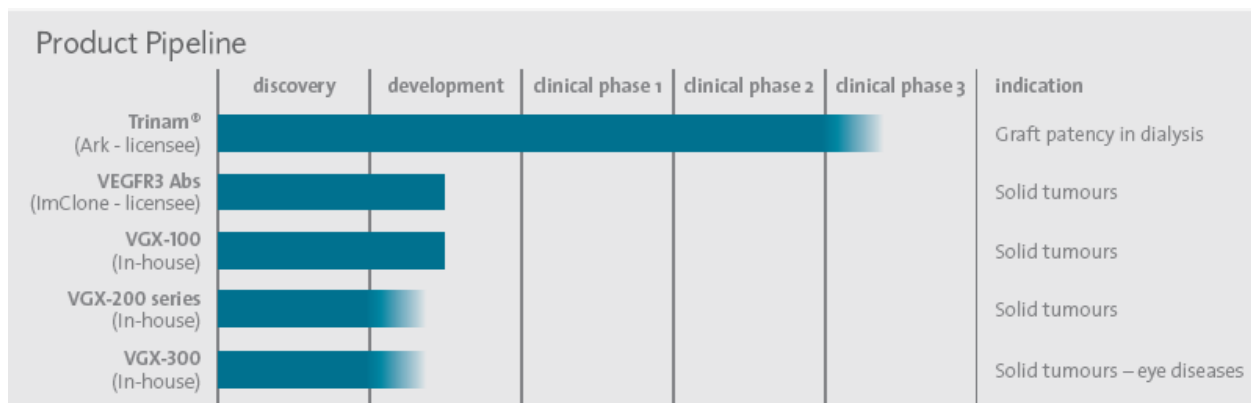 Product Pipeline
discovery development clinical phase 1 clinical phase 2 clinical phase 3 indication
Trinam®
(Ark - licensee)
Graft patency in dialysis
VEGFR3 Abs
(ImClone - licensee)
Solid tumours
VGX-100
(In-house)
Solid tumours
VGX-200 series
(In-house)
Solid tumours
VGX-300
(In-house)
Solid tumours – eye diseases